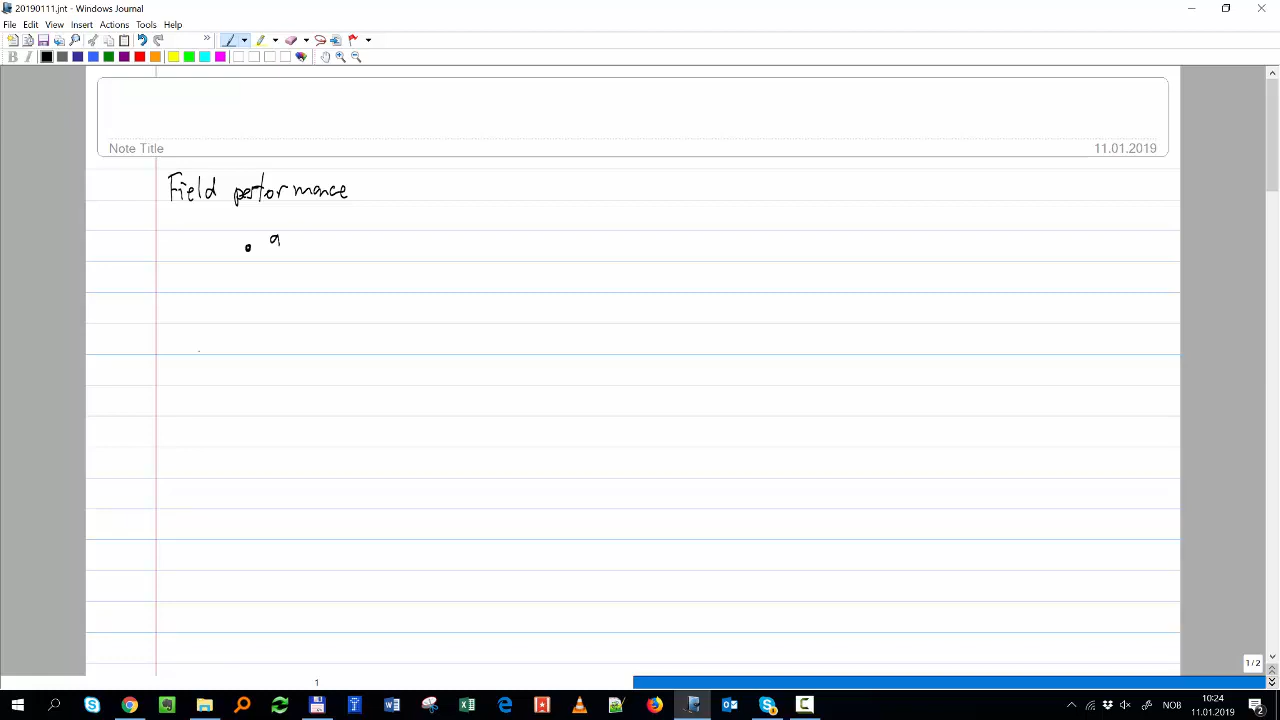 20190111.jnt - Windows Journal
File Edit View Insert Actions Tools Help
B I
Note Title
11.01.2019
Field performance
a
1/2
1
NOB
10:24
11.01.2019